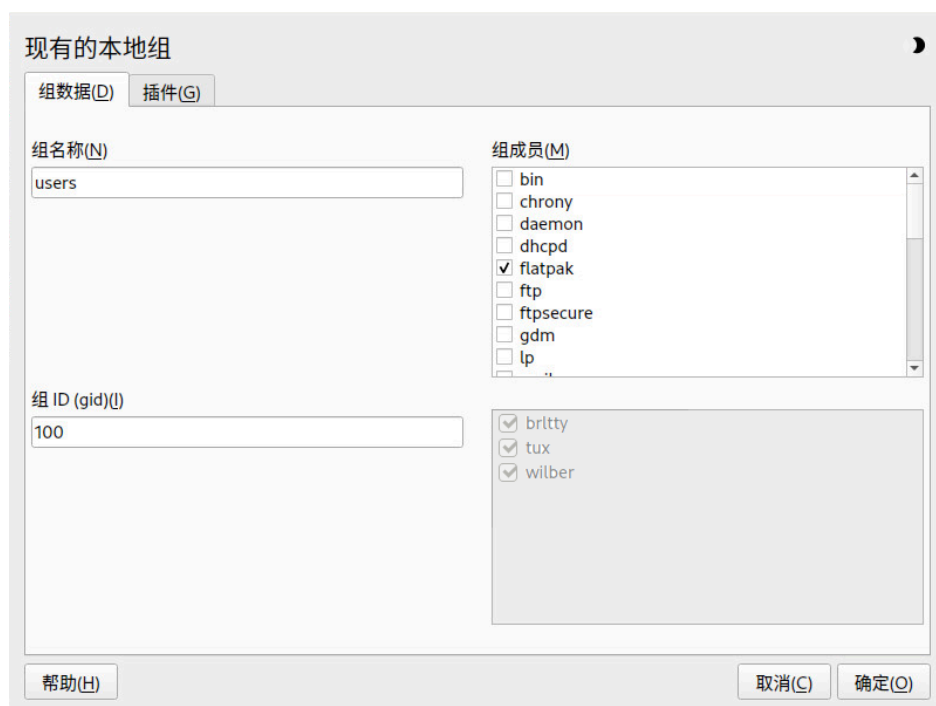 现有的本地组
组数据(D)
插件(G)
组名称(N)
users
组 ID (gid)(I)
100
组成员(M)
bin
chrony
daemon
dhcpd
flatpak
ftp
ftpsecure
gdm
lp
brltty
tux
wilber
帮助(H)
取消(C)
确定(O)